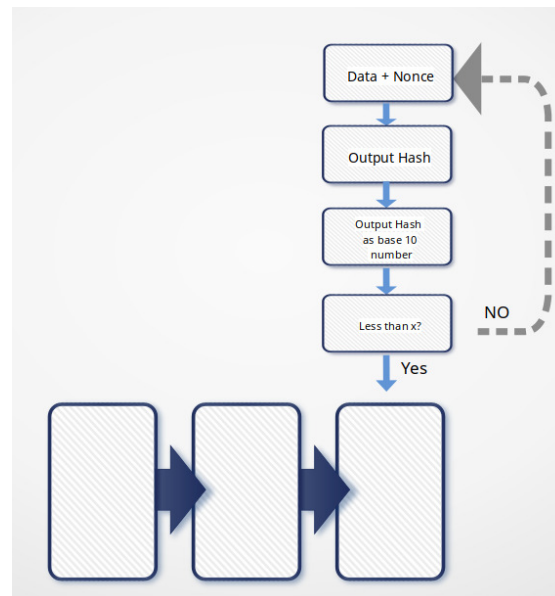 Data + Nonce
Output Hash
Output Hash
as base 10
number
Less than x?
NO
Yes